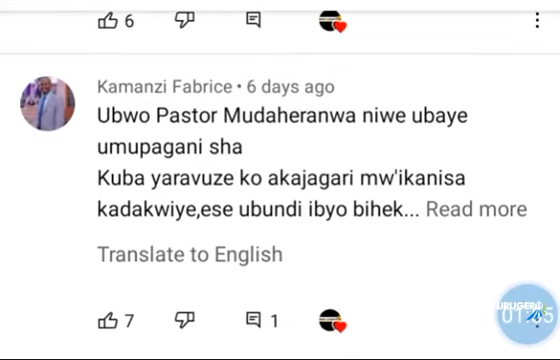 6
Kamanzi Fabrice • 6 days ago
Ubwo Pastor Mudaheranwa niwe ubaye
umupagani sha
Kuba yaravuze ko akajagari mw'ikanisa
kadakwiye,ese ubundi ibyo bihek... Read more
Translate to English
7 1
URUGERO